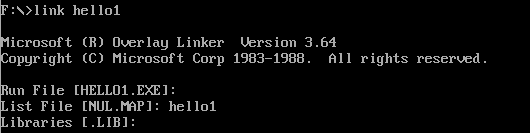 F:\>link hello1
Microsoft (R) Overlay Linker  Version 3.64
Copyright (C) Microsoft Corp 1983-1988.  All rights reserved.
Run File [HELLO1.EXE]:
List File [NUL.MAP]: hello1
Libraries [.LIB]: